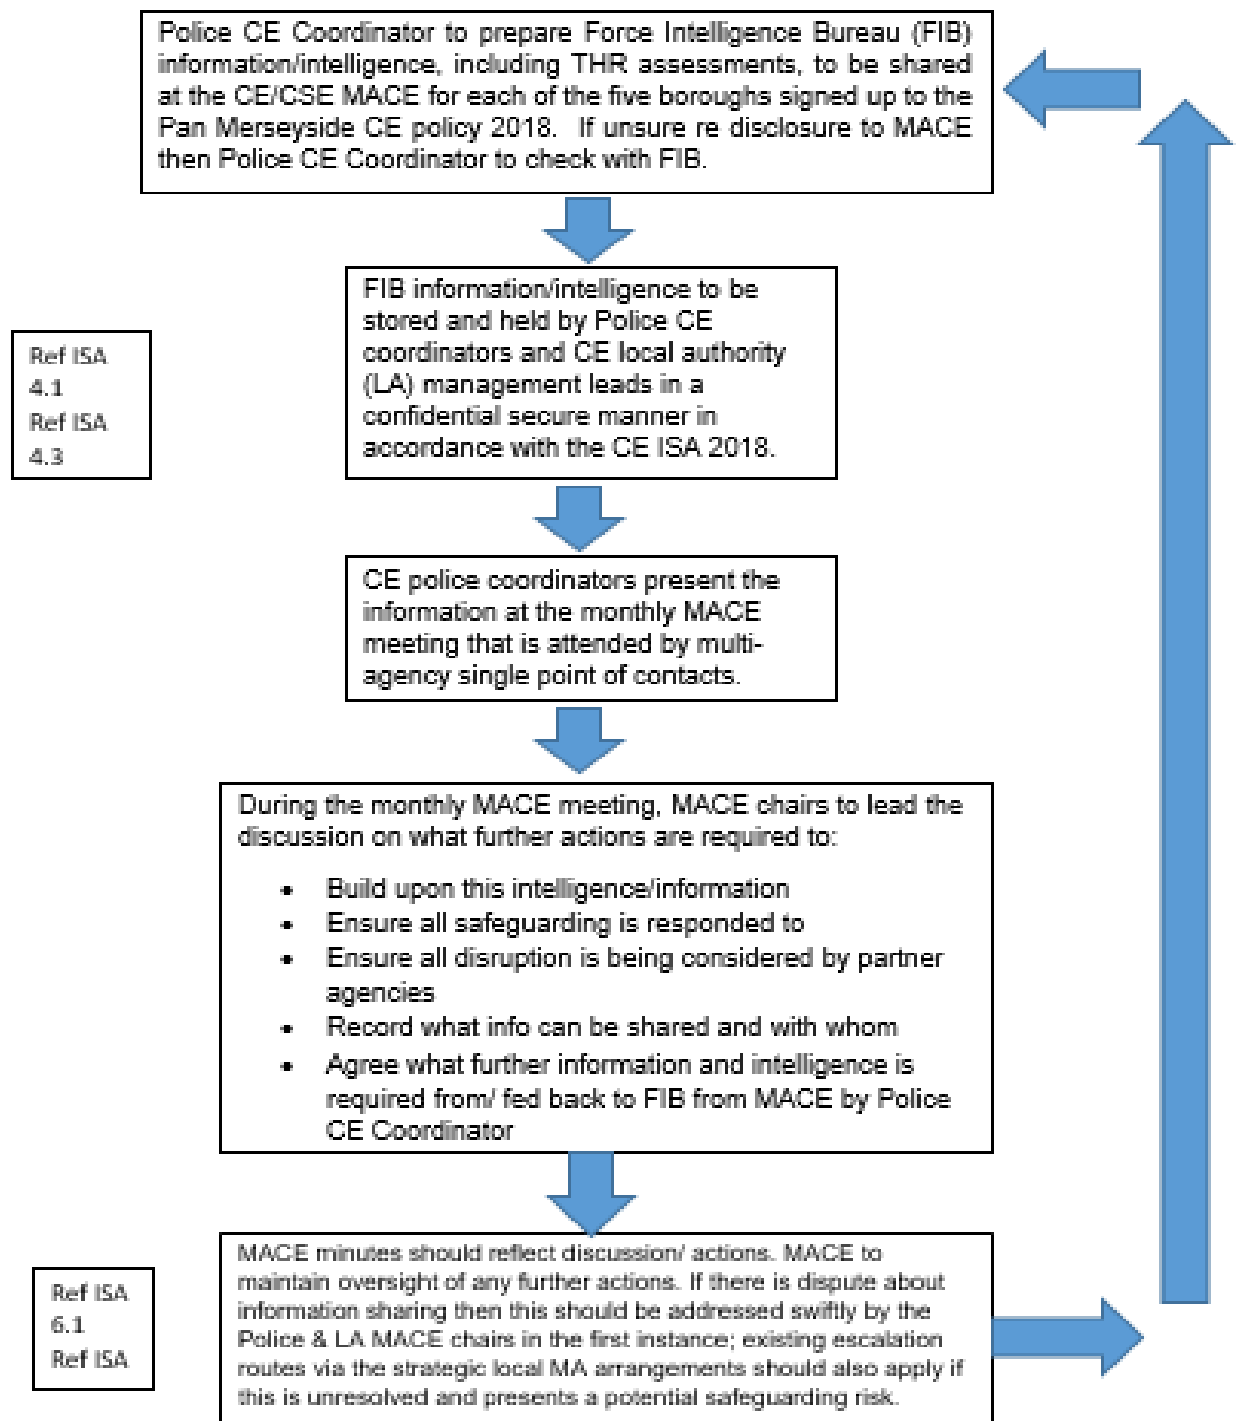 Police CE Coordinator to prepare Force Intelligence Bureau (FIB)
information/intelligence, including THR assessments, to be shared
at the CE/CSE MACE for each of the five boroughs signed up to the
Pan Merseyside CE policy 2018. If unsure re disclosure to MACE
then Police CE Coordinator to check with FIB.
FIB information/intelligence to be
stored and held by Police CE
coordinators and CE local authority
(LA) management leads in a
confidential secure manner in
accordance with the CE ISA 2018.
Ref ISA
4.1
Ref ISA
4.3
CE police coordinators present the
information at the monthly MACE
meeting that is attended by multi-
agency single point of contacts.
During the monthly MACE meeting, MACE chairs to lead the
discussion on what further actions are required to:
• Build upon this intelligence/information
• Ensure all safeguarding is responded to
• Ensure all disruption is being considered by partner
agencies
• Record what info can be shared and with whom
• Agree what further information and intelligence is
required from/ fed back to FIB from MACE by Police
CE Coordinator
MACE minutes should reflect discussion/ actions. MACE to
maintain oversight of any further actions. If there is dispute about
information sharing then this should be addressed swiftly by the
Police & LA MACE chairs in the first instance; existing escalation
routes via the strategic local MA arrangements should also apply if
this is unresolved and presents a potential safeguarding risk.
Ref ISA
6.1
Ref ISA